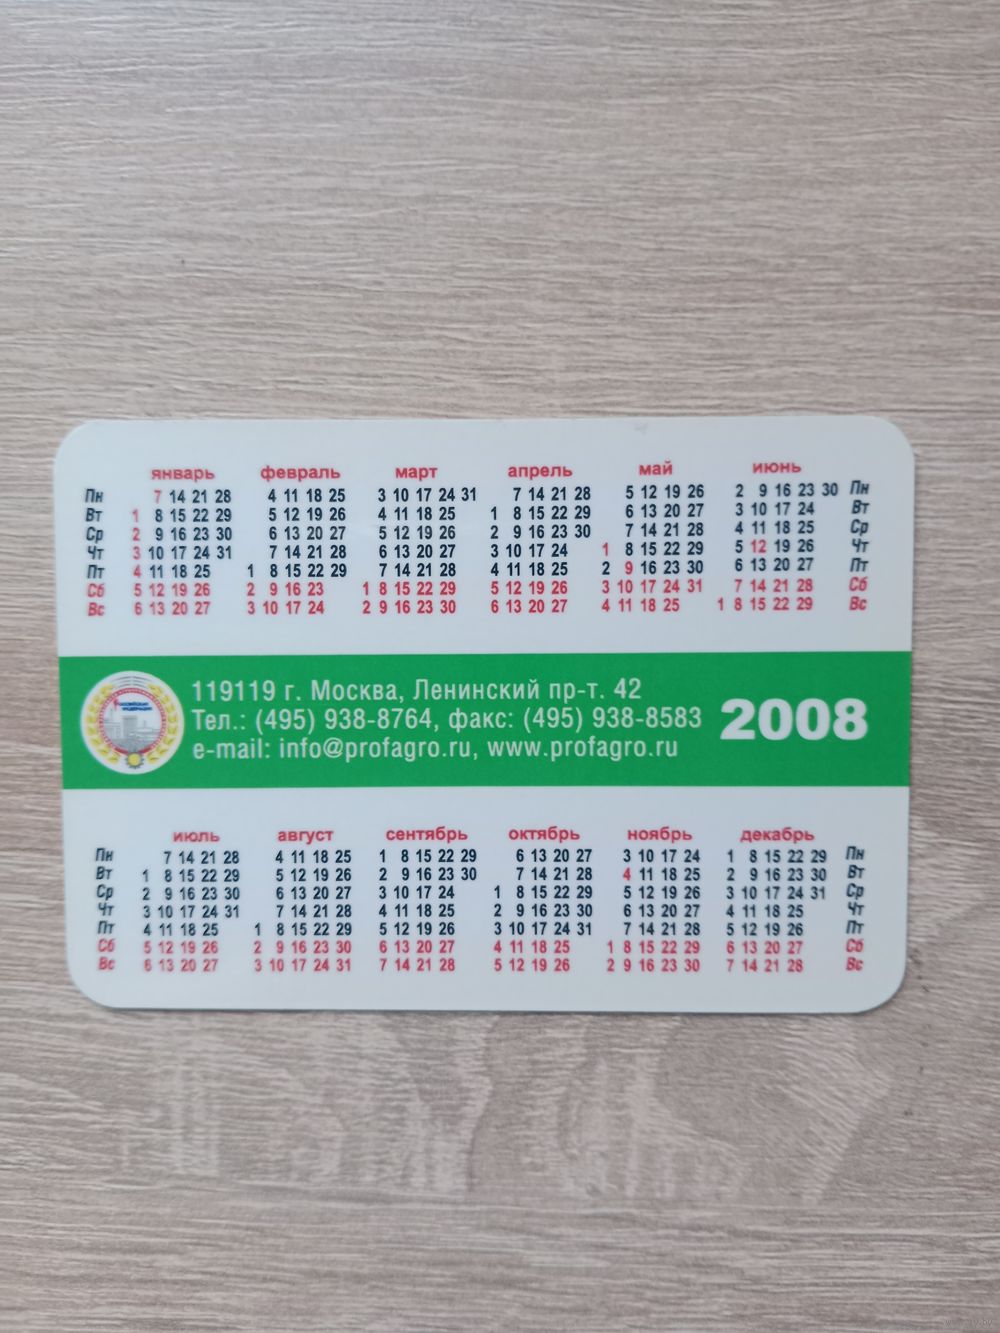 январь февраль март апрель май июнь
Пн 7 14 21 28 4 11 18 25 3 10 17 24 31 7 14 21 28 5 12 19 26 2 9 16 23 30 Пн
Вт 1 8 15 22 29 5 12 19 26 4 11 18 25 1 8 15 22 29 6 13 20 27 3 10 17 24 Вт
Ср 2 9 16 23 30 6 13 20 27 5 12 19 26 2 9 16 23 30 7 14 21 28 4 11 18 25 Ср
Чт 3 10 17 24 31 7 14 21 28 6 13 20 27 3 10 17 24 1 8 15 22 29 5 12 19 26 Чт
Пт 4 11 18 25 1 8 15 22 29 7 14 21 28 4 11 18 25 2 9 16 23 30 6 13 20 27 Пт
Сб 5 12 19 26 2 9 16 23 1 8 15 22 29 5 12 19 26 3 10 17 24 31 7 14 21 28 Сб
Вс 6 13 20 27 3 10 17 24 2 9 16 23 30 6 13 20 27 4 11 18 25 1 8 15 22 29 Вс
119119 г. Москва, Ленинский пр-т. 42
Тел.: (495) 938-8764, факс: (495) 938-8583
e-mail: info@profagro.ru, www.profagro.ru
2008
июль август сентябрь октябрь ноябрь декабрь
Пн 7 14 21 28 4 11 18 25 1 8 15 22 29 6 13 20 27 3 10 17 24 1 8 15 22 29 Пн
Вт 1 8 15 22 29 5 12 19 26 2 9 16 23 30 7 14 21 28 4 11 18 25 2 9 16 23 30 Вт
Ср 2 9 16 23 30 6 13 20 27 3 10 17 24 1 8 15 22 29 5 12 19 26 3 10 17 24 31 Ср
Чт 3 10 17 24 31 7 14 21 28 4 11 18 25 2 9 16 23 30 6 13 20 27 4 11 18 25 Чт
Пт 4 11 18 25 1 8 15 22 29 5 12 19 26 3 10 17 24 31 7 14 21 28 5 12 19 26 Пт
Сб 5 12 19 26 2 9 16 23 30 6 13 20 27 4 11 18 25 1 8 15 22 29 6 13 20 27 Сб
Вс 6 13 20 27 3 10 17 24 31 7 14 21 28 5 12 19 26 2 9 16 23 30 7 14 21 28 Вс